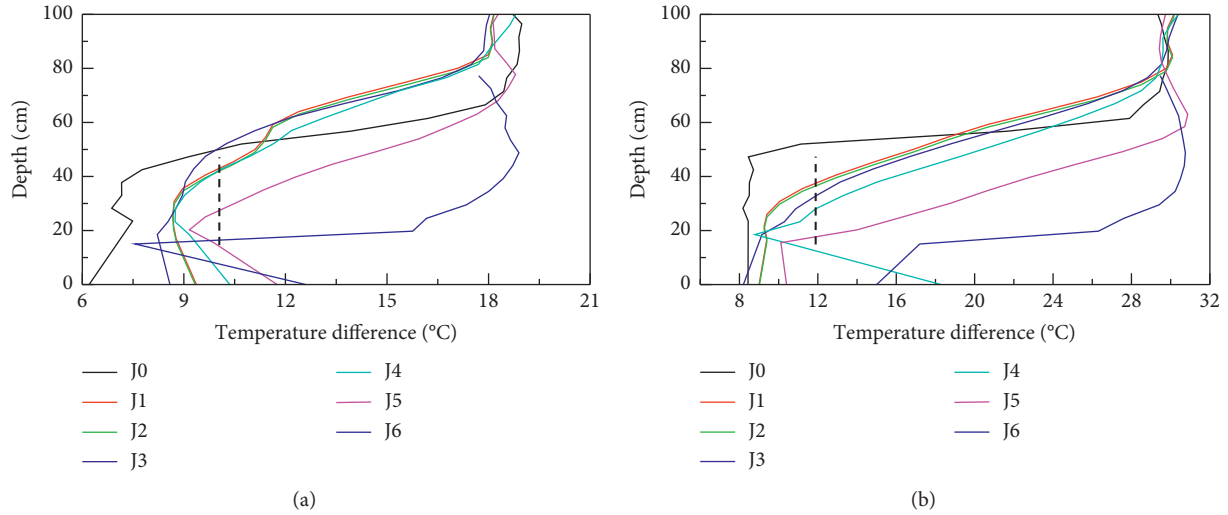 100
80
60
40
20
0
Depth (cm)
6 9 12 15 18 21
Temperature difference (°C)
J0
J1
J2
J3
J4
J5
J6
(a)
100
80
60
40
20
0
Depth (cm)
8 12 16 20 24 28 32
Temperature difference (°C)
J0
J1
J2
J3
J4
J5
J6
(b)